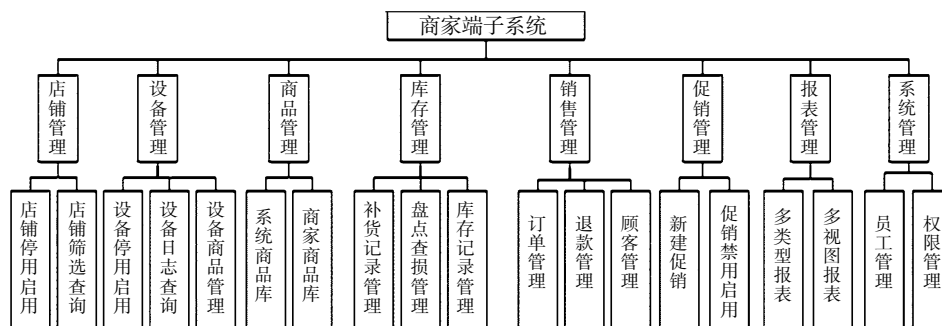 商家端子系统
店铺管理
设备管理
商品管理
库存管理
销售管理
促销管理
报表管理
系统管理
店铺停用启用
店铺筛选查询
设备停用启用
设备日志查询
设备商品管理
系统商品库
商家商品库
补货记录管理
盘点查损管理
库存记录管理
订单管理
退款管理
顾客管理
新建促销
促销禁用启用
多类型报表
多视图报表
员工管理
权限管理